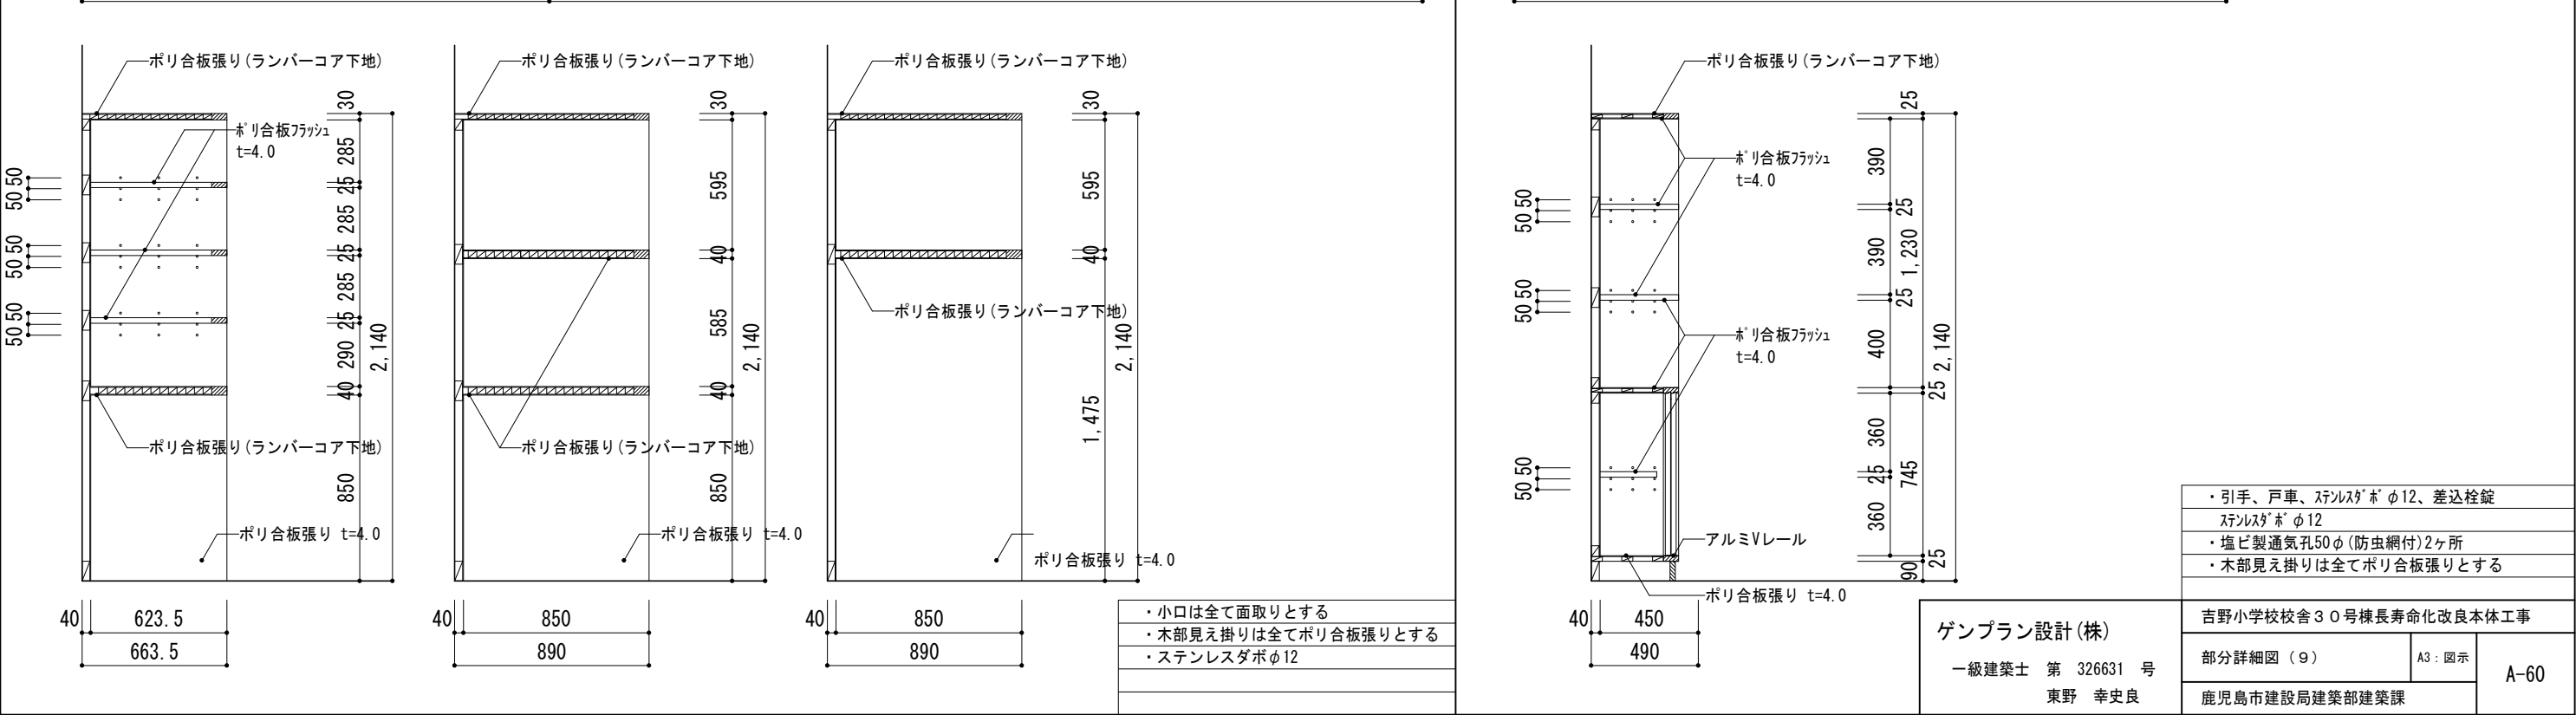 ポリ合板張り(ランバーコア下地)
ﾎﾟﾘ合板ﾌﾗｯｼｭ
t=4.0
50 50
50 50
50 50
30
285
25
285
25
285
25
290
40
850
2,140
ポリ合板張り(ランバーコア下地)
ポリ合板張り t=4.0
40
623.5
663.5
ポリ合板張り(ランバーコア下地)
30
595
40
585
40
850
2,140
ポリ合板張り(ランバーコア下地)
ポリ合板張り t=4.0
40
850
890
ポリ合板張り(ランバーコア下地)
30
595
40
1,475
2,140
ポリ合板張り(ランバーコア下地)
ポリ合板張り t=4.0
40
850
890
・小口は全て面取りとする
・木部見え掛りは全てポリ合板張りとする
・ステンレスダボφ12
ポリ合板張り(ランバーコア下地)
ﾎﾟﾘ合板ﾌﾗｯｼｭ
t=4.0
ﾎﾟﾘ合板ﾌﾗｯｼｭ
t=4.0
50 50
50 50
50 50
390
25
390
25
400
360
25
360
25
1,230
25
745
25
90
2,140
アルミVレール
ポリ合板張り t=4.0
40
450
490
・引手、戸車、ｽﾃﾝﾚｽﾀﾞﾎﾞφ12、差込栓錠
ｽﾃﾝﾚｽﾀﾞﾎﾞφ12
・塩ビ製通気孔50φ(防虫網付)2ヶ所
・木部見え掛りは全てポリ合板張りとする
ゲンプラン設計(株)
一級建築士 第 326631 号
東野 幸史良
吉野小学校校舎３０号棟長寿命化改良本体工事
部分詳細図（９）
A3：図示
A-60
鹿児島市建設局建築部建築課